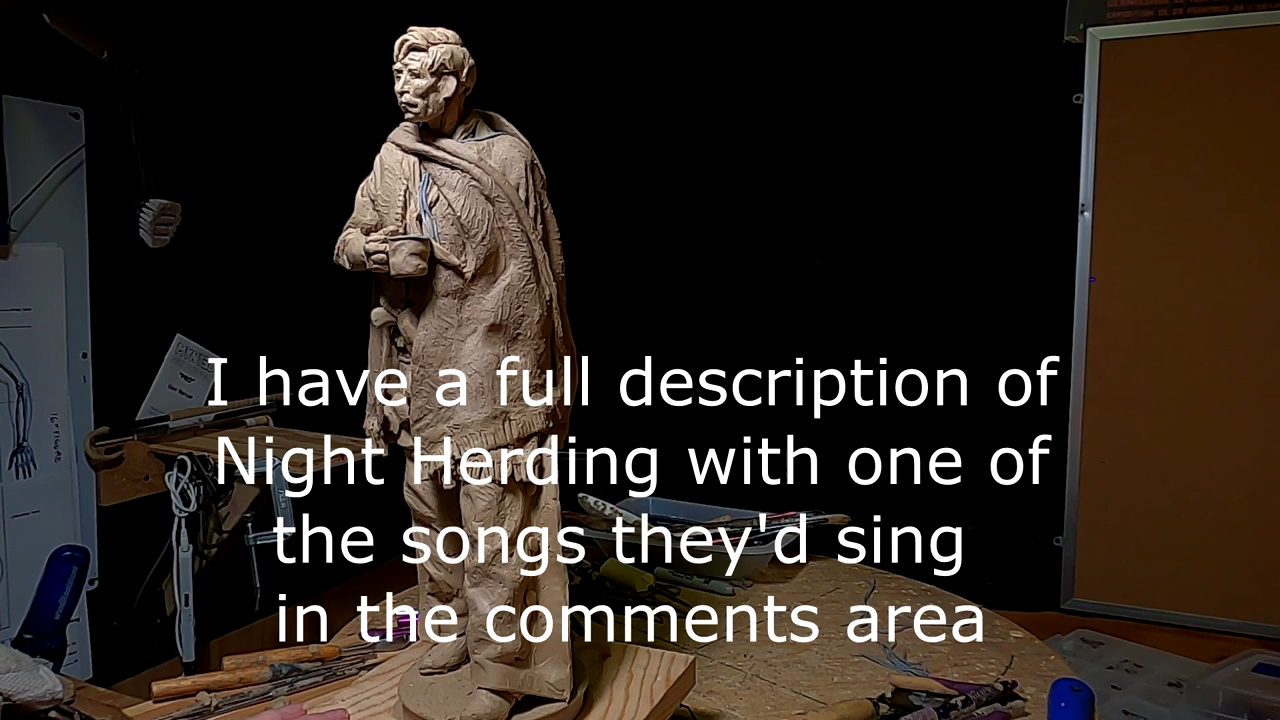 I have a full description of
Night Herding with one of
the songs they'd sing
in the comments area